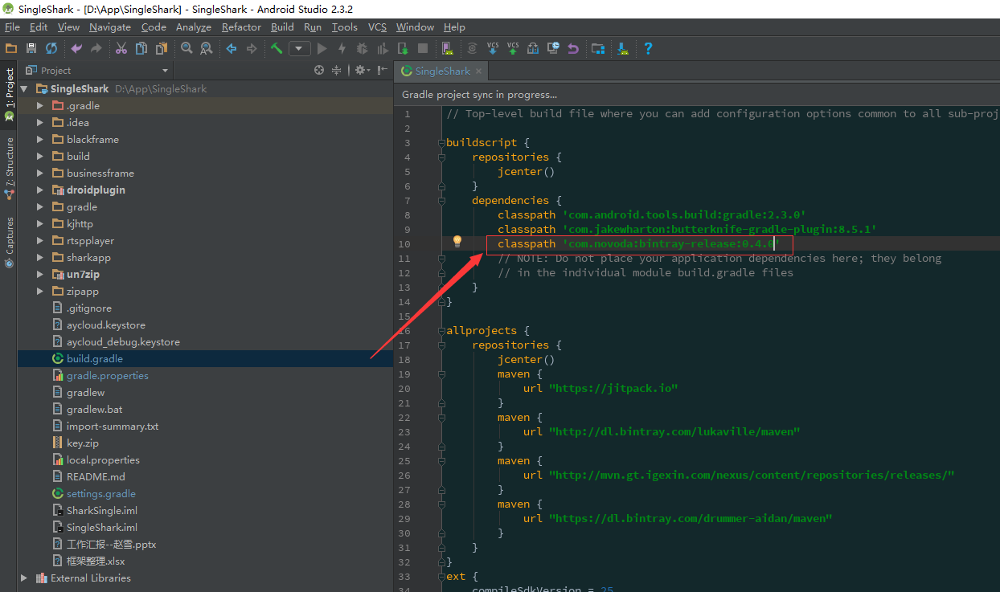 SingleShark - [D:\App\SingleShark] - SingleShark - Android Studio 2.3.2
File Edit View Navigate Code Analyze Refactor Build Run Tools VCS Window Help
VCS VCS ?
1: Project
7: Structure
Captures
Project
SingleShark D:\App\SingleShark
.gradle
.idea
blackframe
build
businessframe
droidplugin
gradle
kjhttp
rtspplayer
sharkapp
un7zip
zipapp
.gitignore
aycloud.keystore
aycloud_debug.keystore
build.gradle
gradle.properties
gradlew
gradlew.bat
import-summary.txt
key.zip
local.properties
README.md
settings.gradle
SharkSingle.iml
SingleShark.iml
工作汇报--赵雪.pptx
框架整理.xlsx
External Libraries
SingleShark ×
Gradle project sync in progress...
1 // Top-level build file where you can add configuration options common to all sub-proj
2
3 buildscript {
4 repositories {
5 jcenter()
6 }
7 dependencies {
8 classpath 'com.android.tools.build:gradle:2.3.0'
9 classpath 'com.jakewharton:butterknife-gradle-plugin:8.5.1'
10 classpath 'com.novoda:bintray-release:0.4.0'
11 // NOTE: Do not place your application dependencies here; they belong
12 // in the individual module build.gradle files
13 }
14 }
15
16 allprojects {
17 repositories {
18 jcenter()
19 maven {
20 url "https://jitpack.io"
21 }
22 maven {
23 url "http://dl.bintray.com/lukaville/maven"
24 }
25 maven {
26 url "http://mvn.gt.igexin.com/nexus/content/repositories/releases/"
27 }
28 maven {
29 url "https://dl.bintray.com/drummer-aidan/maven"
30 }
31 }
32 }
33 ext {
34 compileSdkVersion = 25